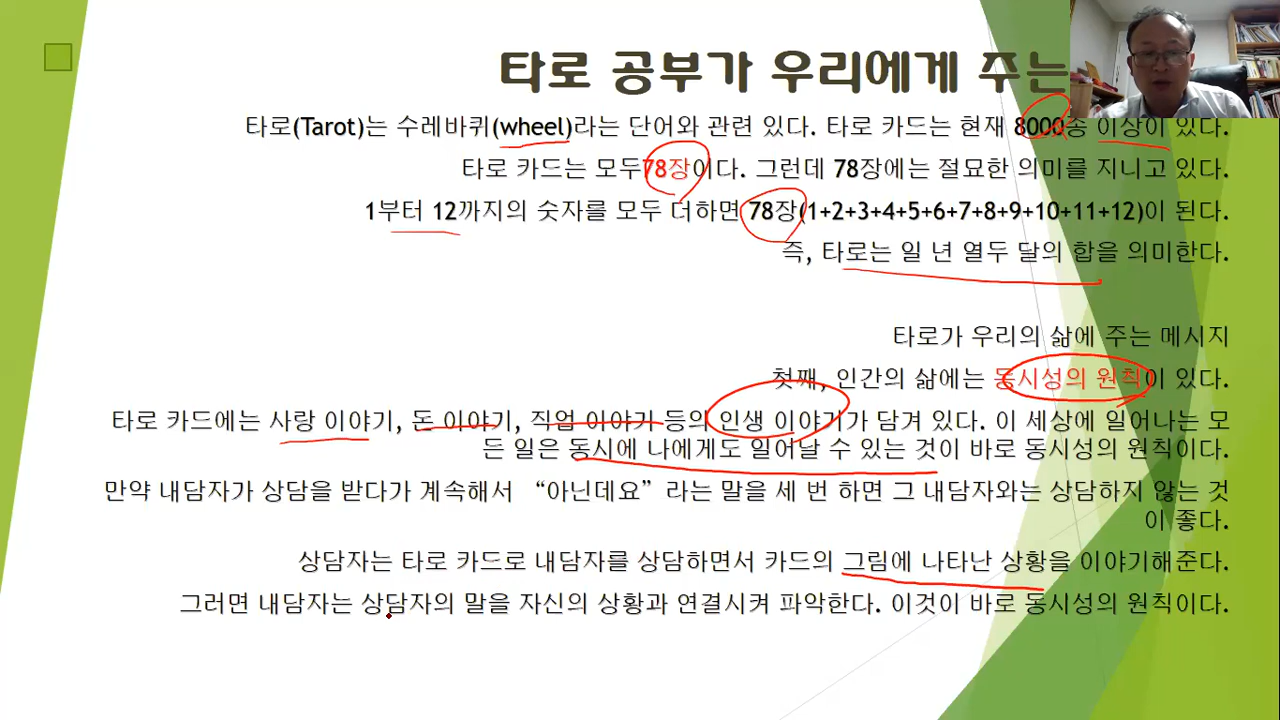 타로 공부가 우리에게 주는
타로(Tarot)는 수레바퀴(wheel)라는 단어와 관련 있다. 타로 카드는 현재 8000종 이상이 있다.
타로 카드는 모두78장이다. 그런데 78장에는 절묘한 의미를 지니고 있다.
1부터 12까지의 숫자를 모두 더하면 78장(1+2+3+4+5+6+7+8+9+10+11+12)이 된다.
즉, 타로는 일 년 열두 달의 합을 의미한다.
타로가 우리의 삶에 주는 메시지
첫째, 인간의 삶에는 동시성의 원칙이 있다.
타로 카드에는 사랑 이야기, 돈 이야기, 직업 이야기 등의 인생 이야기가 담겨 있다. 이 세상에 일어나는 모
든 일은 동시에 나에게도 일어날 수 있는 것이 바로 동시성의 원칙이다.
만약 내담자가 상담을 받다가 계속해서 “아닌데요”라는 말을 세 번 하면 그 내담자와는 상담하지 않는 것
이 좋다.
상담자는 타로 카드로 내담자를 상담하면서 카드의 그림에 나타난 상황을 이야기해준다.
그러면 내담자는 상담자의 말을 자신의 상황과 연결시켜 파악한다. 이것이 바로 동시성의 원칙이다.